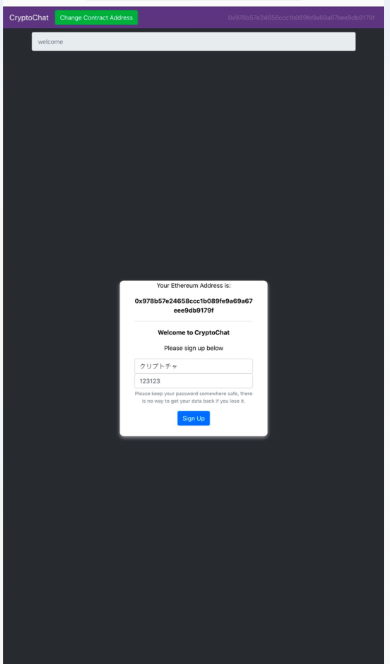 CryptoChat
Change Contract Address
welcome
Your Ethereum Address is:
0x978b57e24658ccc1b089fe9a69a67
eee9db9179f
Welcome to CryptoChat
Please sign up below
クリプトチャ
123123
Please keep your password somewhere safe, there
is no way to get your data back if you lose it.
Sign Up